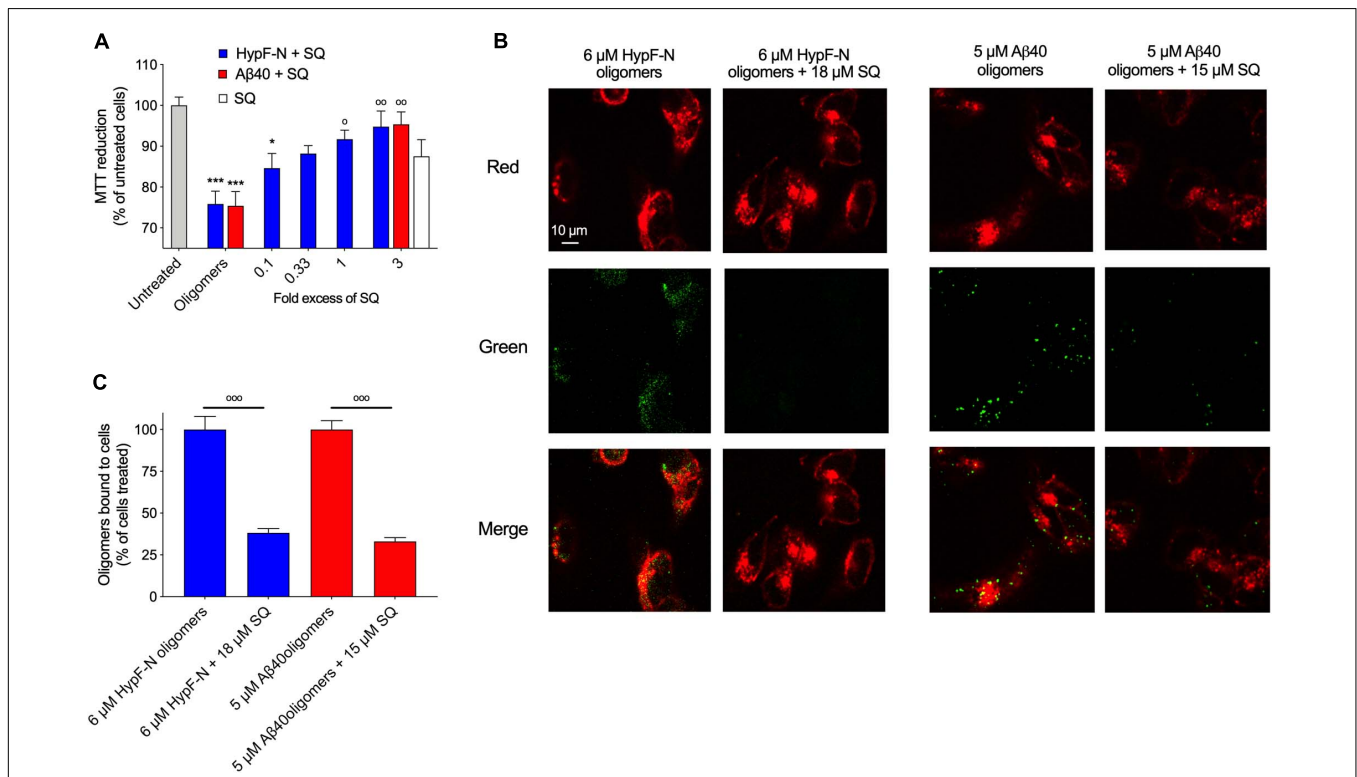 A
HypF-N + SQ
Aβ40 + SQ
SQ
MTT reduction
(% of untreated cells)
110
100
90
80
70
***
***
*
o
oo
oo
Untreated
Oligomers
0.1
0.33
1
3
Fold excess of SQ
B
6 µM HypF-N
oligomers
6 µM HypF-N
oligomers + 18 µM SQ
5 µM Aβ40
oligomers
5 µM Aβ40
oligomers + 15 µM SQ
Red
10 µm
Green
Merge
C
Oligomers bound to cells
(% of cells treated)
100
75
50
25
0
ooo
ooo
6 µM HypF-N oligomers
6 µM HypF-N + 18 µM SQ
5 µM Aβ40oligomers
5 µM Aβ40oligomers + 15 µM SQ